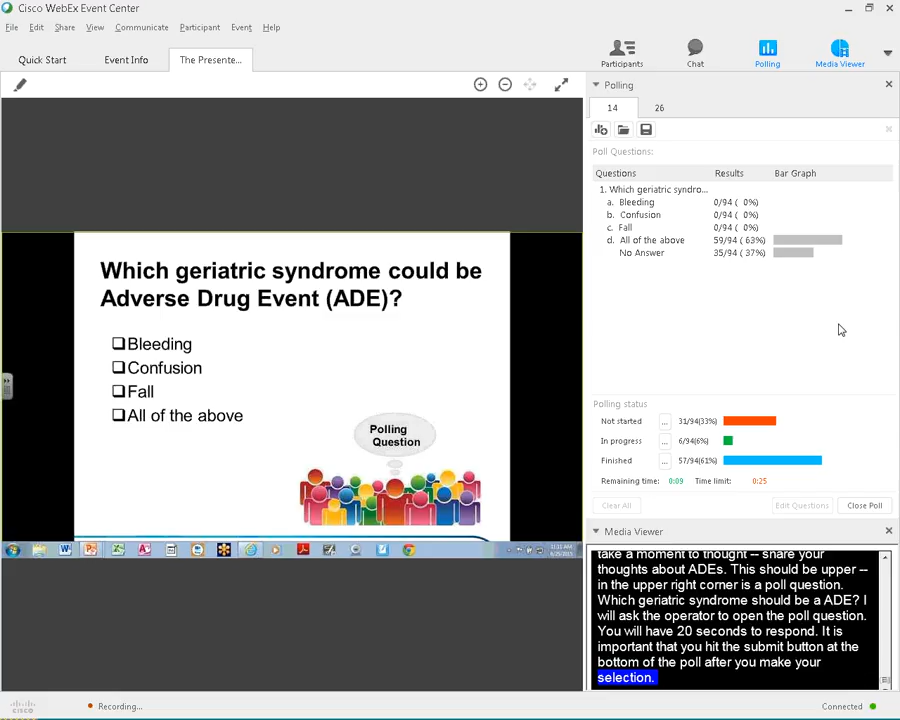 Cisco WebEx Event Center
File Edit Share View Communicate Participant Event Help
Quick Start Event Info The Presente...
Participants Chat Polling Media Viewer
Polling
14 26
Poll Questions:
Questions Results Bar Graph
1. Which geriatric syndro...
a. Bleeding 0/94 ( 0%)
b. Confusion 0/94 ( 0%)
c. Fall 0/94 ( 0%)
d. All of the above 59/94 ( 63%)
No Answer 35/94 ( 37%)
Which geriatric syndrome could be
Adverse Drug Event (ADE)?
Bleeding
Confusion
Fall
All of the above
Polling
Question
Polling status
Not started ... 31/94(33%)
In progress ... 6/94(6%)
Finished ... 57/94(61%)
Remaining time: 0:09 Time limit: 0:25
Clear All Edit Questions Close Poll
Media Viewer
take a moment to thought -- share your
thoughts about ADEs. This should be upper --
in the upper right corner is a poll question.
Which geriatric syndrome should be a ADE? I
will ask the operator to open the poll question.
You will have 20 seconds to respond. It is
important that you hit the submit button at the
bottom of the poll after you make your
selection.
cisco Recording... Connected